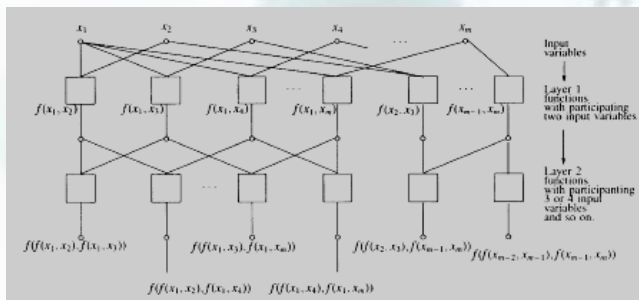 x₁ x₂ x₃ x₄ ... xₘ
Input
variables
Layer 1
functions
with participating
two input variables
f(x₁,x₂) f(x₁,x₃) f(x₁,x₄) f(x₁,xₘ) f(x₂,x₃) f(xₘ₋₁,xₘ)
Layer 2
functions
with participanting
3 or 4 input
variables
and so on.
f(f(x₁,x₂),f(x₁,x₃)) f(f(x₁,x₃),f(x₁,xₘ)) f(f(x₂,x₃),f(xₘ₋₁,xₘ)) f(f(xₘ₋₂,xₘ₋₁),f(xₘ₋₁,xₘ))
f(f(x₁,x₂),f(x₁,x₄)) f(f(x₁,x₄),f(x₁,xₘ))